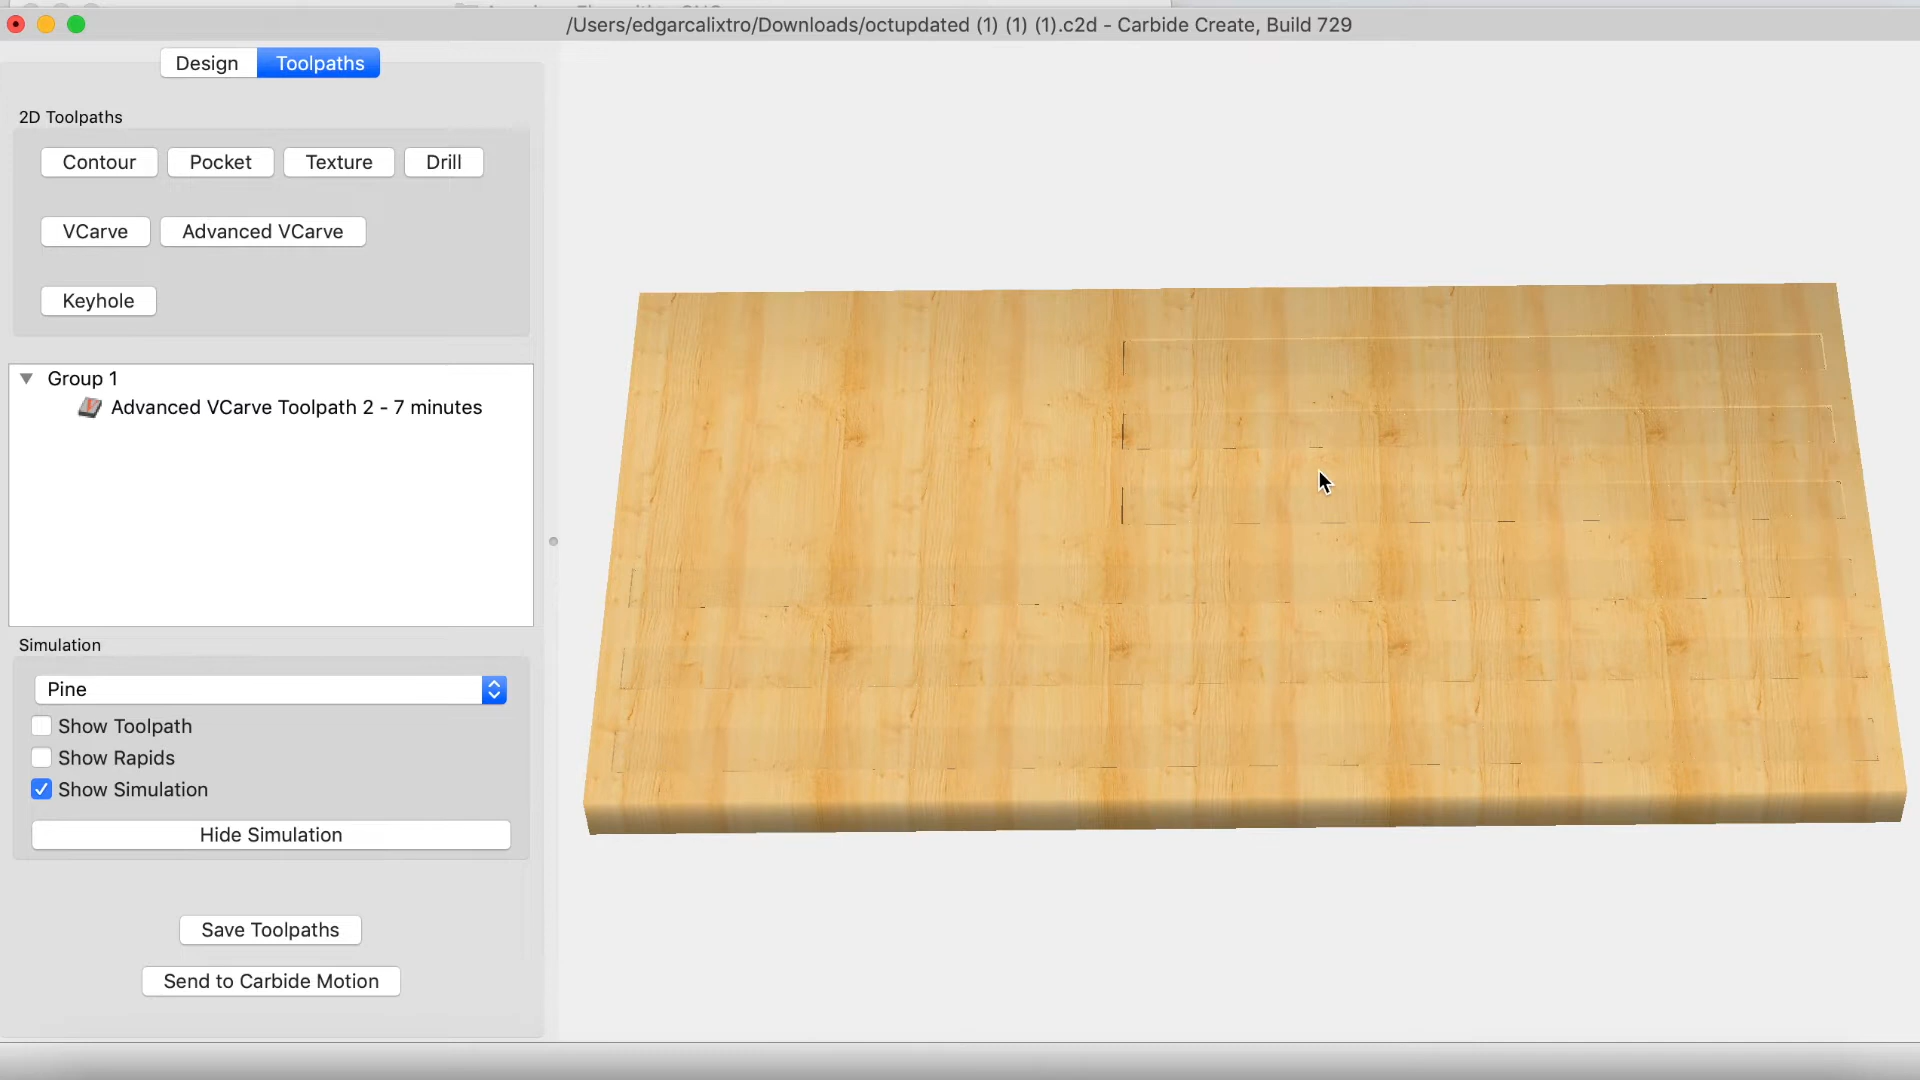 /Users/edgarcalixtro/Downloads/octupdated (1) (1) (1).c2d - Carbide Create, Build 729
Design
Toolpaths
2D Toolpaths
Contour
Pocket
Texture
Drill
VCarve
Advanced VCarve
Keyhole
Group 1
Advanced VCarve Toolpath 2 - 7 minutes
Simulation
Pine
Show Toolpath
Show Rapids
Show Simulation
Hide Simulation
Save Toolpaths
Send to Carbide Motion